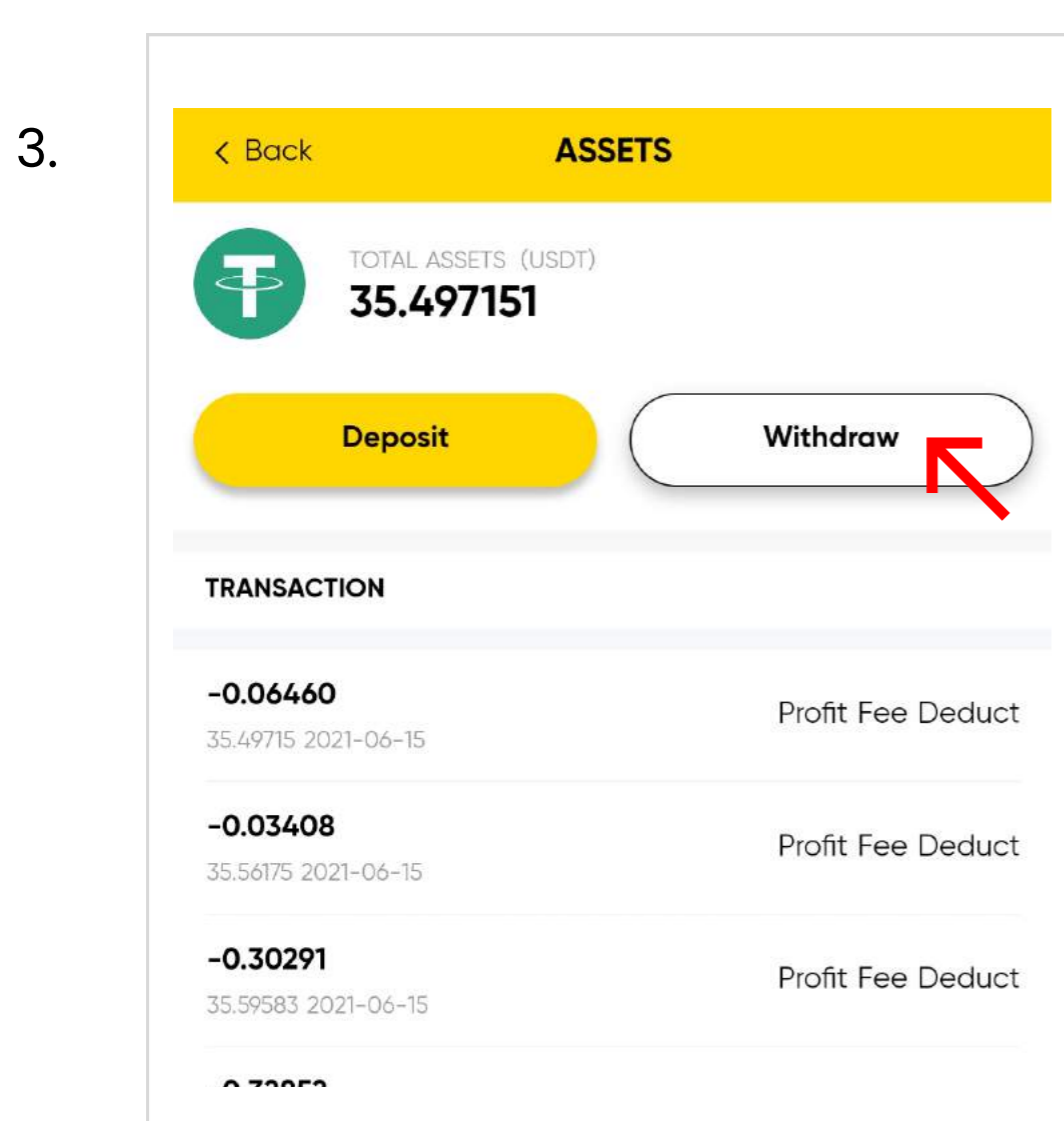 3.
< Back ASSETS
TOTAL ASSETS (USDT)
35.497151
Deposit Withdraw
TRANSACTION
-0.06460 Profit Fee Deduct
35.49715 2021-06-15
-0.03408 Profit Fee Deduct
35.56175 2021-06-15
-0.30291 Profit Fee Deduct
35.59583 2021-06-15